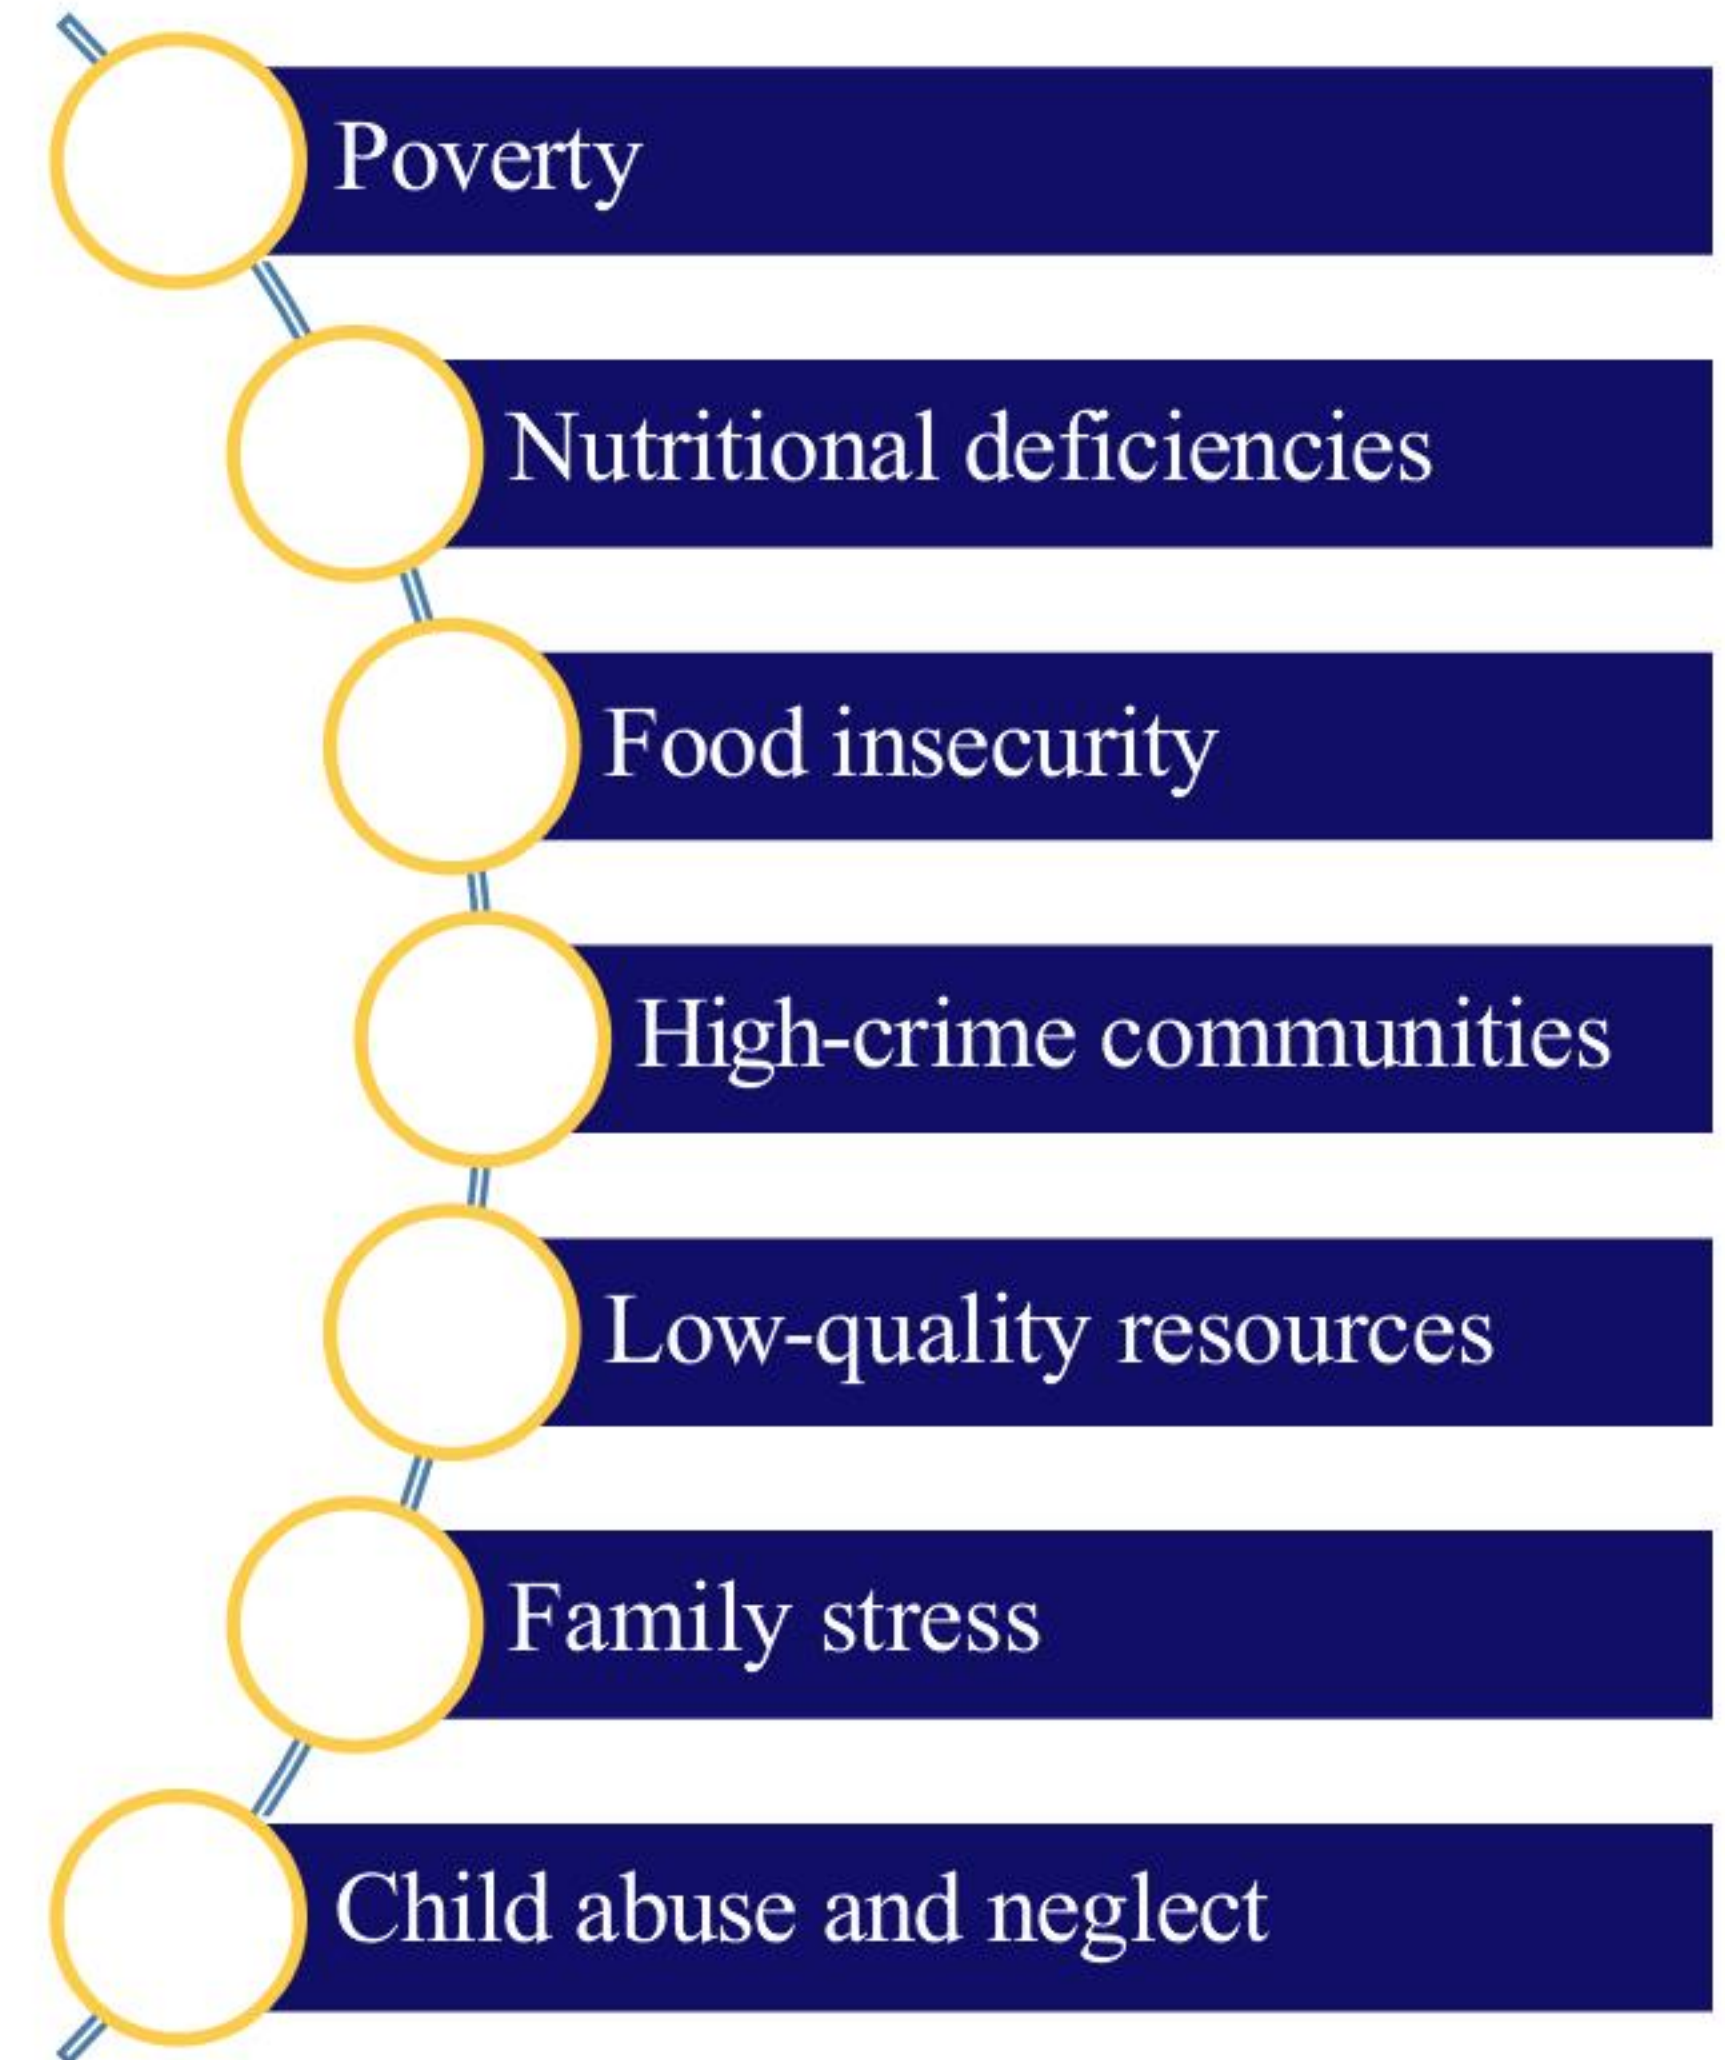 Poverty
Nutritional deficiencies
Food insecurity
High-crime communities
Low-quality resources
Family stress
Child abuse and neglect